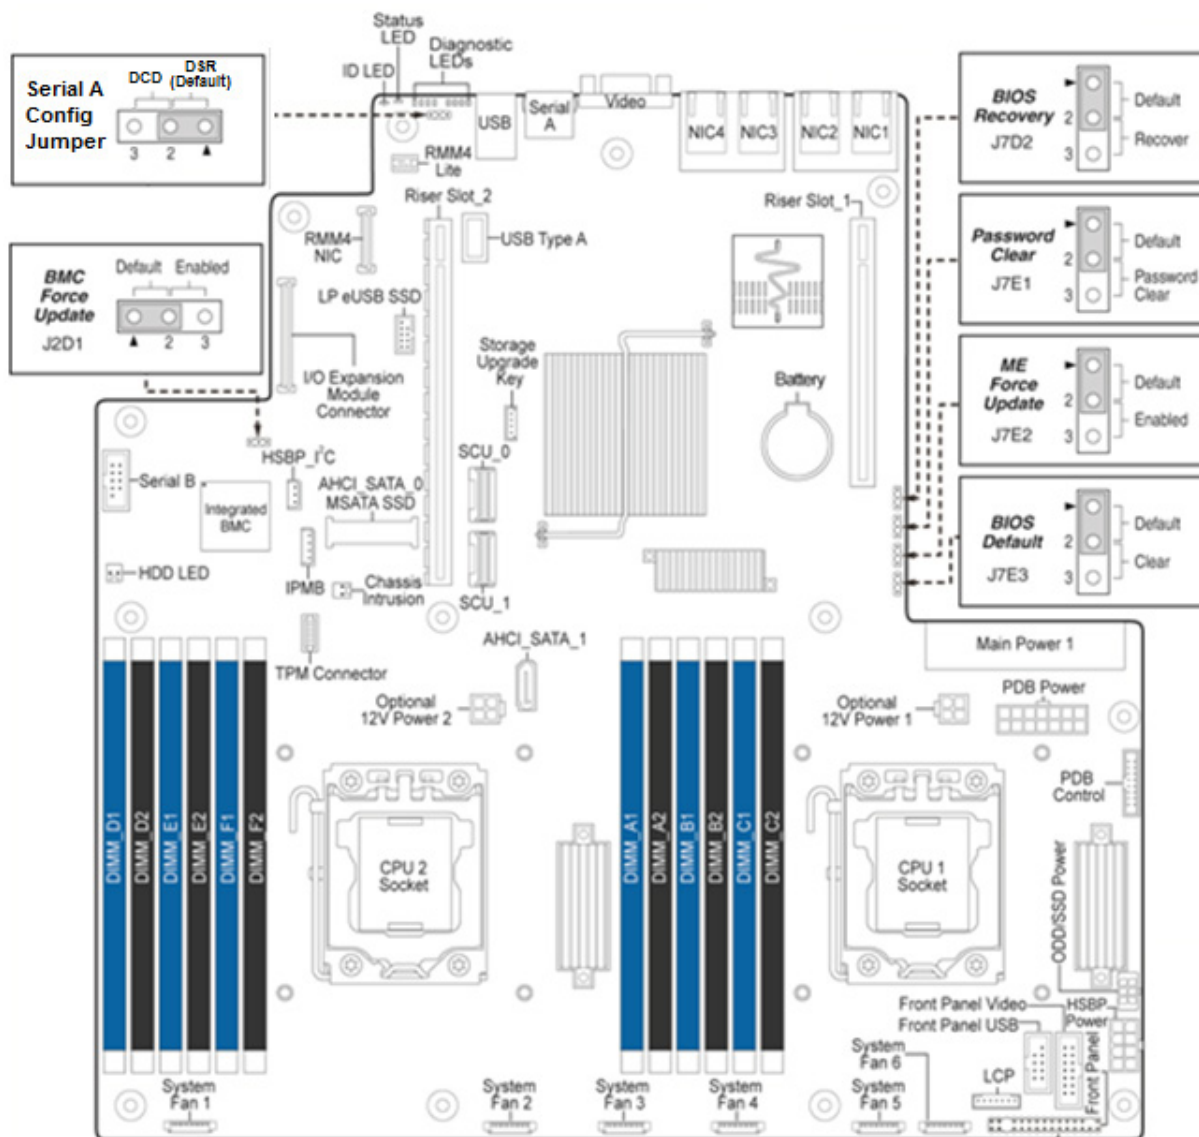 Status
LED
Diagnostic
LEDs
ID LED
Serial A
Config
Jumper
DCD
DSR
(Default)
3
2
USB
Serial
A
Video
NIC4
NIC3
NIC2
NIC1
BIOS
Recovery
J7D2
2
3
Default
Recover
RMM4
Lite
Riser Slot_2
Riser Slot_1
RMM4
NIC
USB Type A
Password
Clear
J7E1
2
3
Default
Password
Clear
BMC
Force
Update
J2D1
Default
Enabled
2
3
LP eUSB SSD
Storage
Upgrade
Key
I/O Expansion
Module
Connector
Battery
ME
Force
Update
J7E2
2
3
Default
Enabled
HSBP_I²C
SCU_0
Serial B
AHCI_SATA_0
MSATA SSD
Integrated
BMC
BIOS
Default
J7E3
2
3
Default
Clear
HDD LED
IPMB
Chassis
Intrusion
SCU_1
TPM Connector
AHCI_SATA_1
Main Power 1
Optional
12V Power 2
Optional
12V Power 1
PDB Power
PDB
Control
DIMM_D1
DIMM_D2
DIMM_E1
DIMM_E2
DIMM_F1
DIMM_F2
CPU 2
Socket
DIMM_A1
DIMM_A2
DIMM_B1
DIMM_B2
DIMM_C1
DIMM_C2
CPU 1
Socket
ODD/SSD Power
Front Panel Video
Front Panel USB
HSBP
Power
Front Panel
System
Fan 6
LCP
System
Fan 1
System
Fan 2
System
Fan 3
System
Fan 4
System
Fan 5